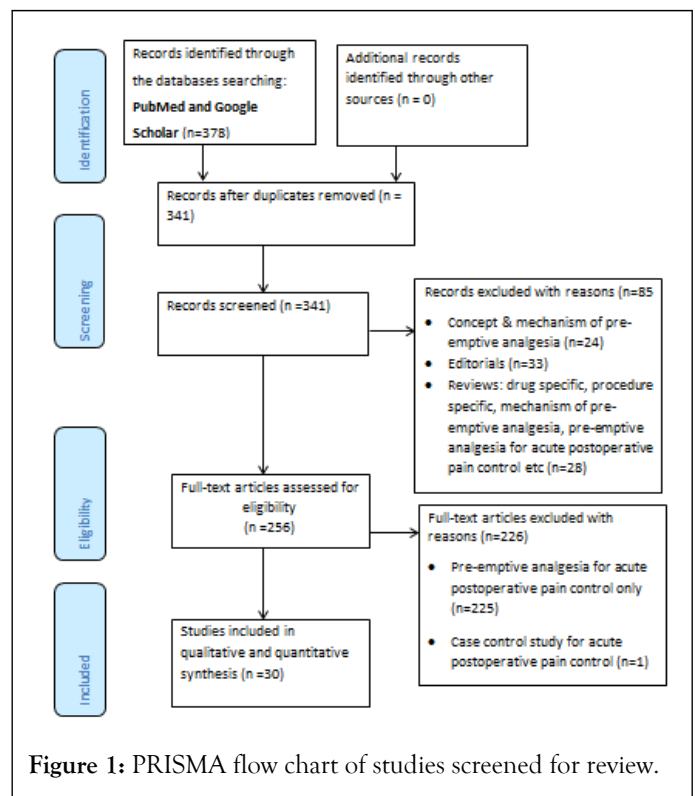 Identification
Records identified through
the databases searching:
PubMed and Google
Scholar (n=378)
Additional records
identified through other
sources (n = 0)
Records after duplicates removed (n =
341)
Screening
Records screened (n =341)
Records excluded with reasons (n=85
• Concept & mechanism of pre-
emptive analgesia
(n=24)
• Editorials (n=33)
• Reviews: drug specific, procedure
specific, mechanism of pre-
emptive analgesia, pre-emptive
analgesia for acute postoperative
pain control etc (n=28)
Eligibility
Full-text articles assessed for
eligibility
(n =256)
Full-text articles excluded with
reasons (n=226)
• Pre-emptive analgesia for acute
postoperative pain control only
(n=225)
• Case control study for acute
postoperative pain control (n=1)
Included
Studies included in
qualitative and quantitative
synthesis (n =30)
Figure 1: PRISMA flow chart of studies screened for review.